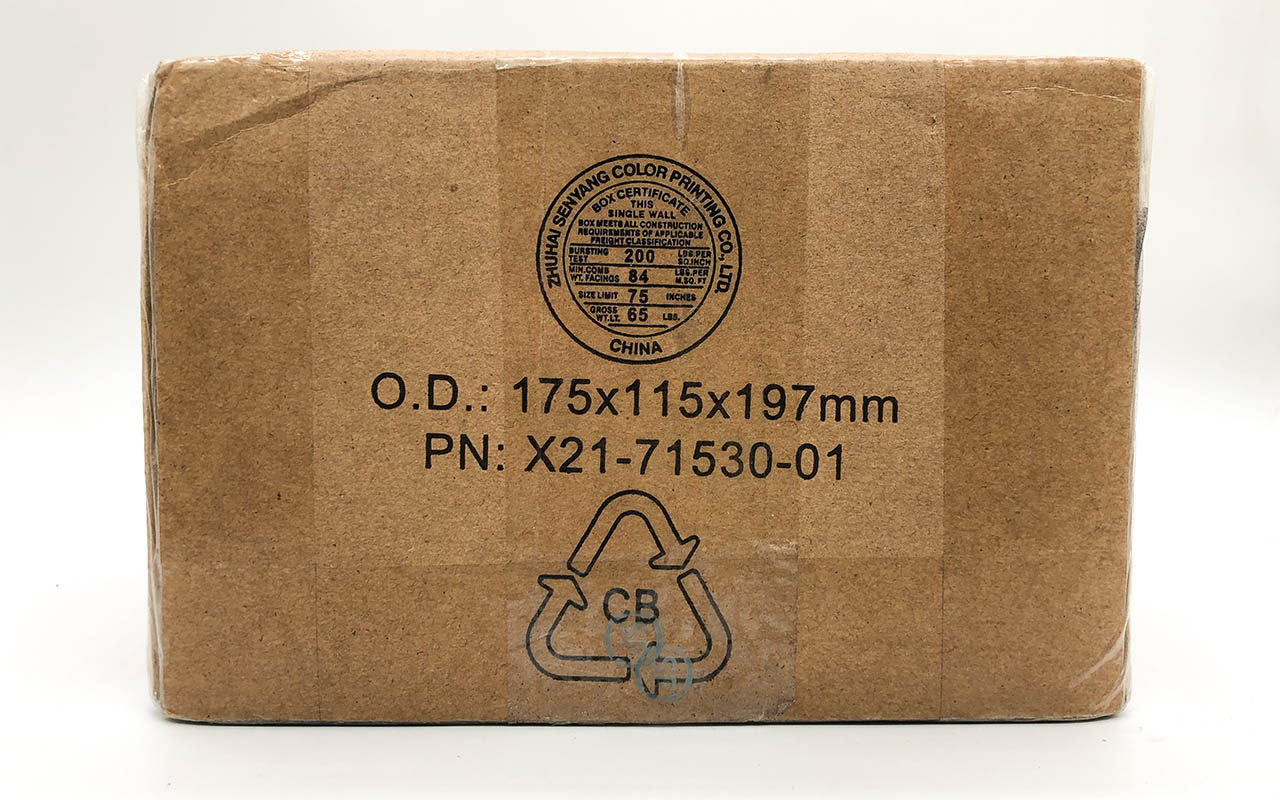 ZHUHAI SENYANG COLOR PRINTING CO., LTD.
BOX CERTIFICATE
THIS
SINGLE WALL
BOX MEETS ALL CONSTRUCTION
REQUIREMENTS OF APPLICABLE
FREIGHT CLASSIFICATION
BURSTING TEST 200 LBS.PER SQ.INCH
MIN.COMB WT. FACINGS 84 LBS.PER M.SQ.FT
SIZE LIMIT 75 INCHES
GROSS WT.LT. 65 LBS.
CHINA
O.D.: 175x115x197mm
PN: X21-71530-01
CB